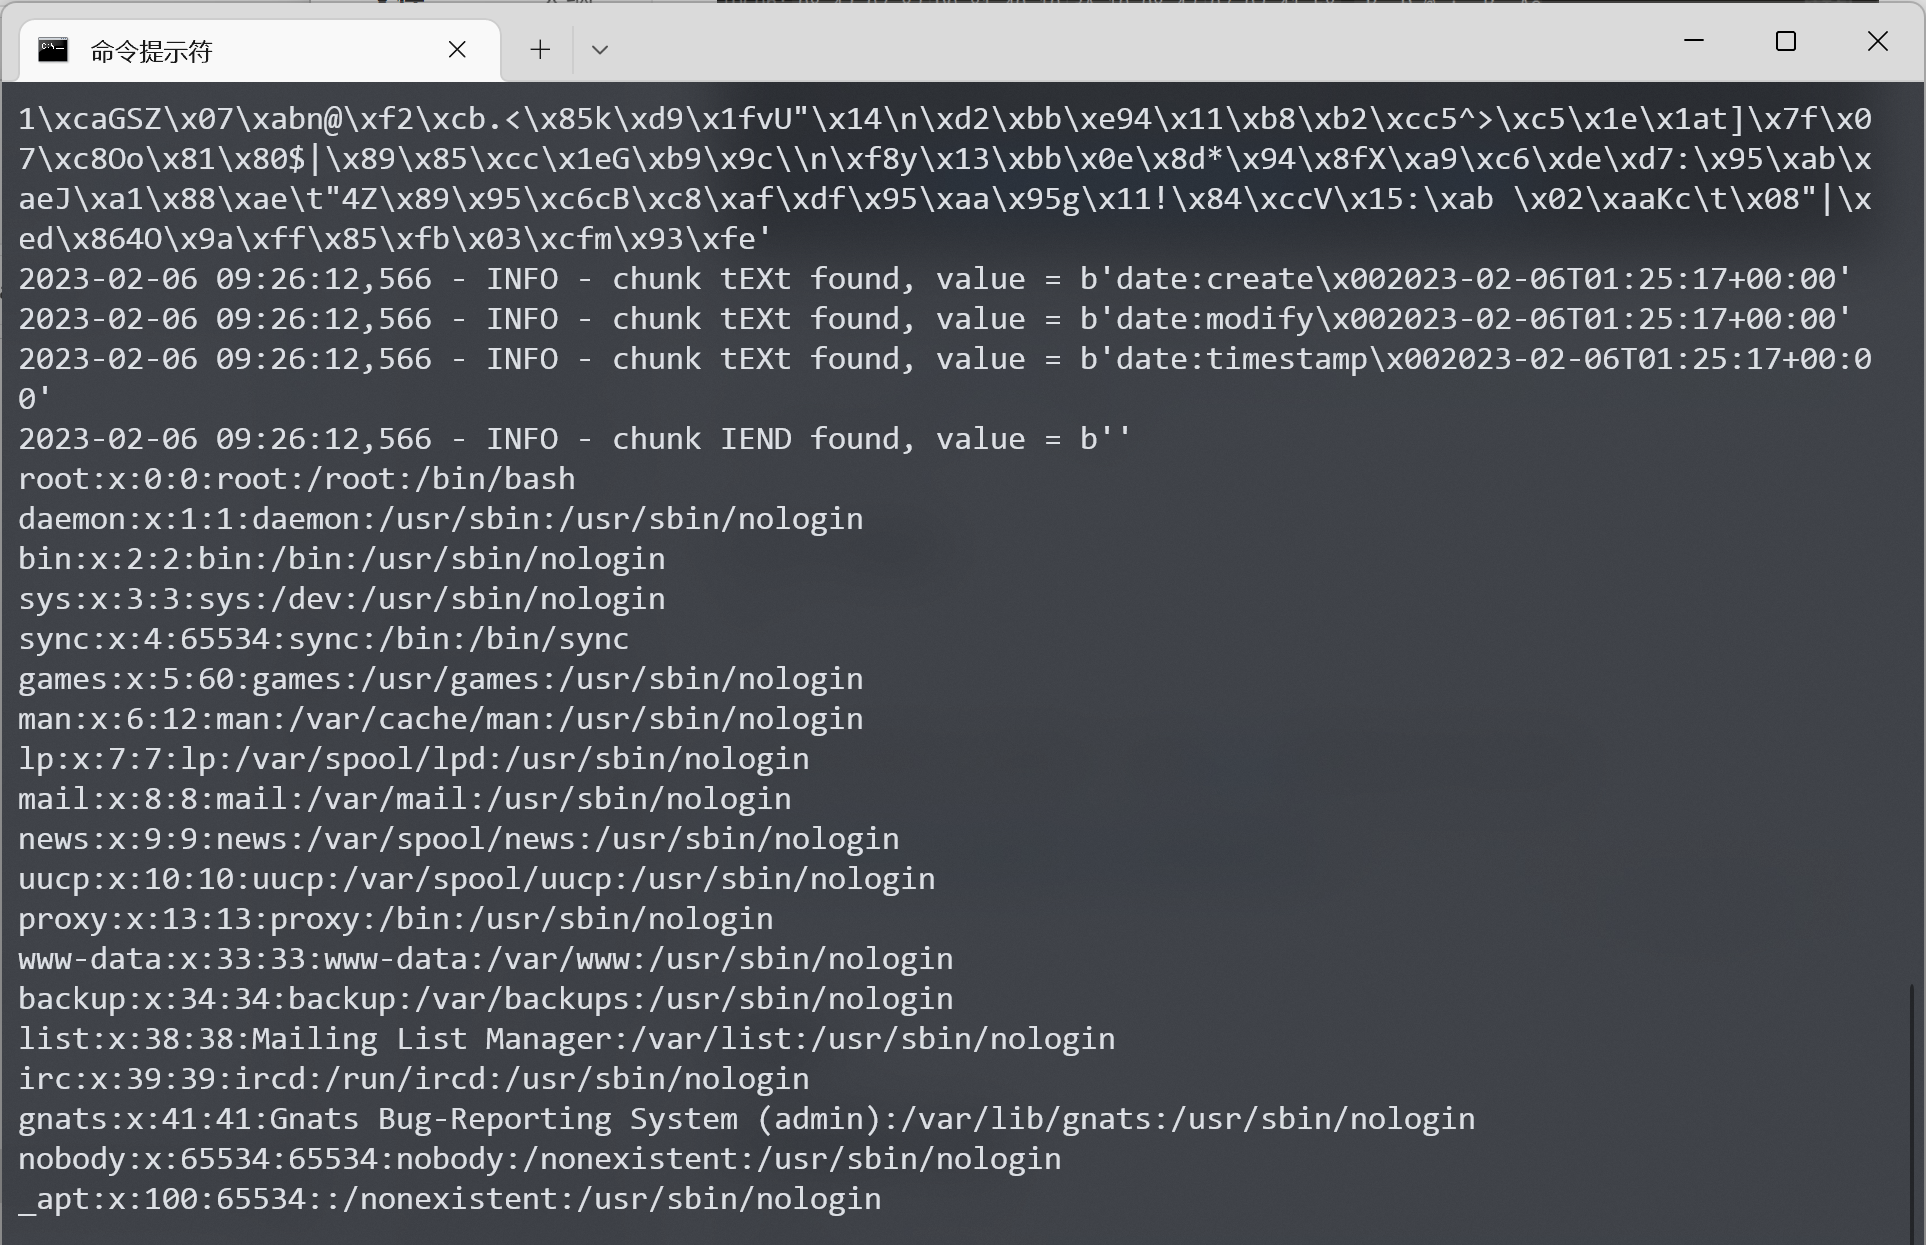 命令提示符
1\xcaGSZ\x07\xabn@\xf2\xcb.<\x85k\xd9\x1fvU"\x14\n\xd2\xbb\xe94\x11\xb8\xb2\xcc5^>\xc5\x1e\x1at]\x7f\x0
7\xc8Oo\x81\x80$|\x89\x85\xcc\x1eG\xb9\x9c\\n\xf8y\x13\xbb\x0e\x8d*\x94\x8fX\xa9\xc6\xde\xd7:\x95\xab\x
aeJ\xa1\x88\xae\t"4Z\x89\x95\xc6cB\xc8\xaf\xdf\x95\xaa\x95g\x11!\x84\xccV\x15:\xab \x02\xaaKc\t\x08"|\x
ed\x864O\x9a\xff\x85\xfb\x03\xcfm\x93\xfe'
2023-02-06 09:26:12,566 - INFO - chunk tEXt found, value = b'date:create\x002023-02-06T01:25:17+00:00'
2023-02-06 09:26:12,566 - INFO - chunk tEXt found, value = b'date:modify\x002023-02-06T01:25:17+00:00'
2023-02-06 09:26:12,566 - INFO - chunk tEXt found, value = b'date:timestamp\x002023-02-06T01:25:17+00:0
0'
2023-02-06 09:26:12,566 - INFO - chunk IEND found, value = b''
root:x:0:0:root:/root:/bin/bash
daemon:x:1:1:daemon:/usr/sbin:/usr/sbin/nologin
bin:x:2:2:bin:/bin:/usr/sbin/nologin
sys:x:3:3:sys:/dev:/usr/sbin/nologin
sync:x:4:65534:sync:/bin:/bin/sync
games:x:5:60:games:/usr/games:/usr/sbin/nologin
man:x:6:12:man:/var/cache/man:/usr/sbin/nologin
lp:x:7:7:lp:/var/spool/lpd:/usr/sbin/nologin
mail:x:8:8:mail:/var/mail:/usr/sbin/nologin
news:x:9:9:news:/var/spool/news:/usr/sbin/nologin
uucp:x:10:10:uucp:/var/spool/uucp:/usr/sbin/nologin
proxy:x:13:13:proxy:/bin:/usr/sbin/nologin
www-data:x:33:33:www-data:/var/www:/usr/sbin/nologin
backup:x:34:34:backup:/var/backups:/usr/sbin/nologin
list:x:38:38:Mailing List Manager:/var/list:/usr/sbin/nologin
irc:x:39:39:ircd:/run/ircd:/usr/sbin/nologin
gnats:x:41:41:Gnats Bug-Reporting System (admin):/var/lib/gnats:/usr/sbin/nologin
nobody:x:65534:65534:nobody:/nonexistent:/usr/sbin/nologin
_apt:x:100:65534::/nonexistent:/usr/sbin/nologin